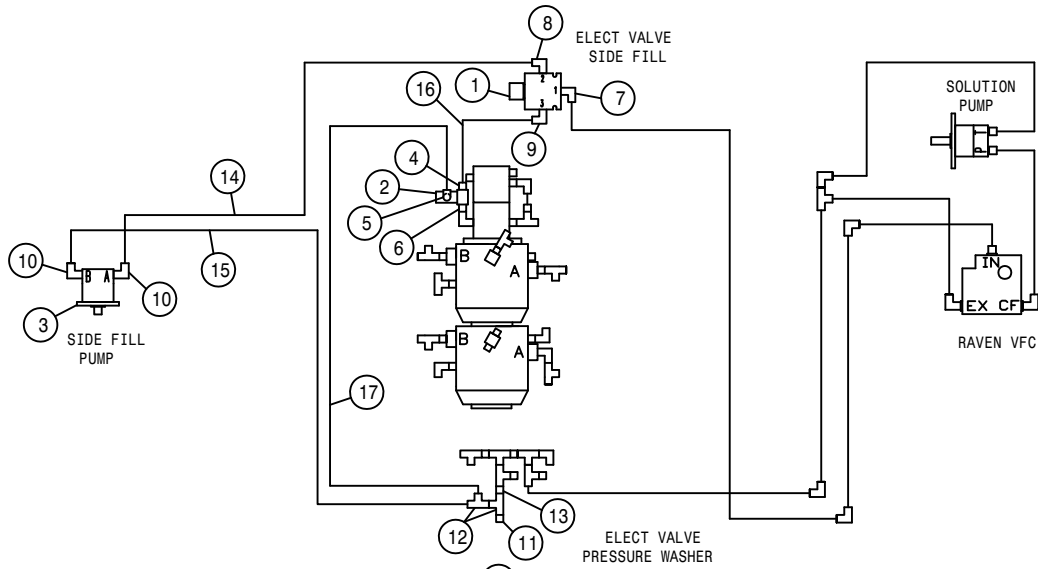 8
ELECT VALVE
SIDE FILL
1
2
1
3
7
16
9
SOLUTION
PUMP
T
P
4
2
5
6
14
15
10
B A
10
3
SIDE FILL
PUMP
B
A
B
A
IN
EX CF
RAVEN VFC
17
13
12
11
ELECT VALVE
PRESSURE WASHER